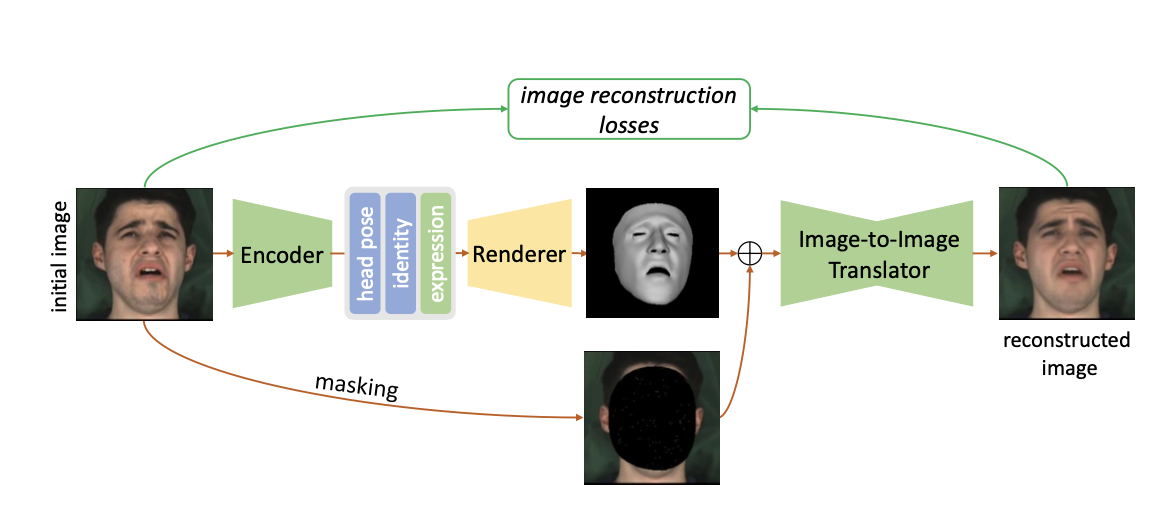 image reconstruction
losses
initial image
Encoder
head pose
identity
expression
Renderer
Image-to-Image
Translator
reconstructed
image
masking